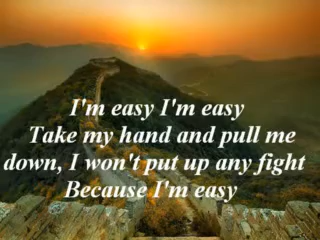 I'm easy I'm easy
Take my hand and pull me
down, I won't put up any fight
Because I'm easy